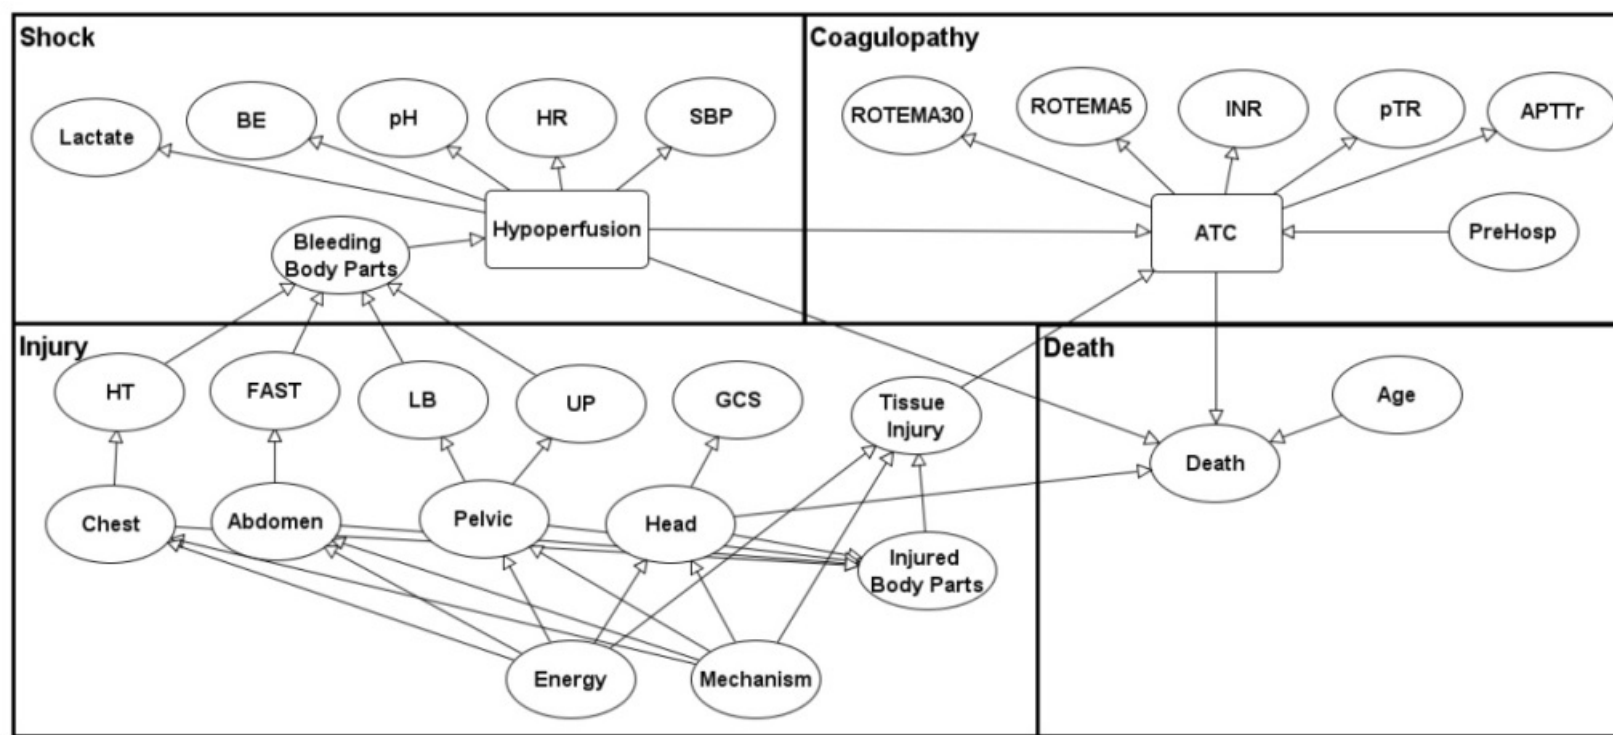 Shock
Coagulopathy
Lactate
BE
pH
HR
SBP
ROTEMA30
ROTEMA5
INR
pTR
APTTr
Bleeding
Body Parts
Hypoperfusion
ATC
PreHosp
Injury
Death
HT
FAST
LB
UP
GCS
Tissue
Injury
Age
Death
Chest
Abdomen
Pelvic
Head
Injured
Body Parts
Energy
Mechanism